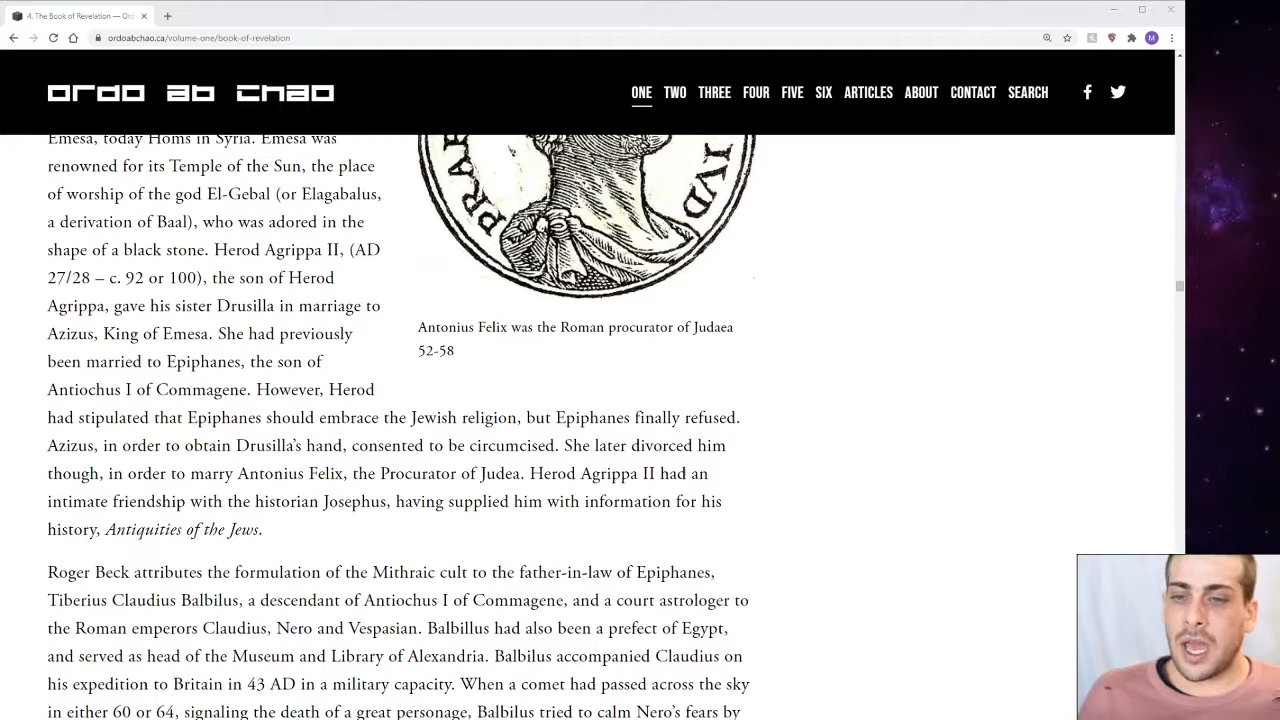 4. The Book of Revelation — Ord
ordoabchao.ca/volume-one/book-of-revelation
ordo ab chao
ONE TWO THREE FOUR FIVE SIX ARTICLES ABOUT CONTACT SEARCH
Emesa, today Homs in Syria. Emesa was
renowned for its Temple of the Sun, the place
of worship of the god El-Gebal (or Elagabalus,
a derivation of Baal), who was adored in the
shape of a black stone. Herod Agrippa II, (AD
27/28 – c. 92 or 100), the son of Herod
Agrippa, gave his sister Drusilla in marriage to
Azizus, King of Emesa. She had previously
been married to Epiphanes, the son of
Antiochus I of Commagene. However, Herod
had stipulated that Epiphanes should embrace the Jewish religion, but Epiphanes finally refused.
Azizus, in order to obtain Drusilla’s hand, consented to be circumcised. She later divorced him
though, in order to marry Antonius Felix, the Procurator of Judea. Herod Agrippa II had an
intimate friendship with the historian Josephus, having supplied him with information for his
history, Antiquities of the Jews.
PRAE
IVD
Antonius Felix was the Roman procurator of Judaea
52-58
Roger Beck attributes the formulation of the Mithraic cult to the father-in-law of Epiphanes,
Tiberius Claudius Balbilus, a descendant of Antiochus I of Commagene, and a court astrologer to
the Roman emperors Claudius, Nero and Vespasian. Balbillus had also been a prefect of Egypt,
and served as head of the Museum and Library of Alexandria. Balbilus accompanied Claudius on
his expedition to Britain in 43 AD in a military capacity. When a comet had passed across the sky
in either 60 or 64, signaling the death of a great personage, Balbilus tried to calm Nero’s fears by